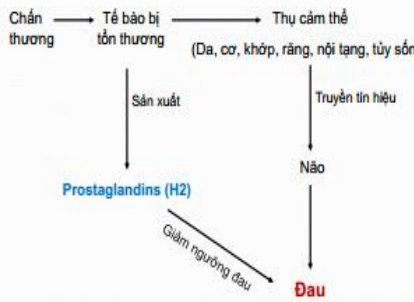 Chấn thương
Tế bào bị tổn thương
Thụ cảm thể
(Da, cơ, khớp, răng, nội tạng, tủy sốn
Sản xuất
Truyền tín hiệu
Não
Prostaglandins (H2)
Giảm ngưỡng đau
Đau